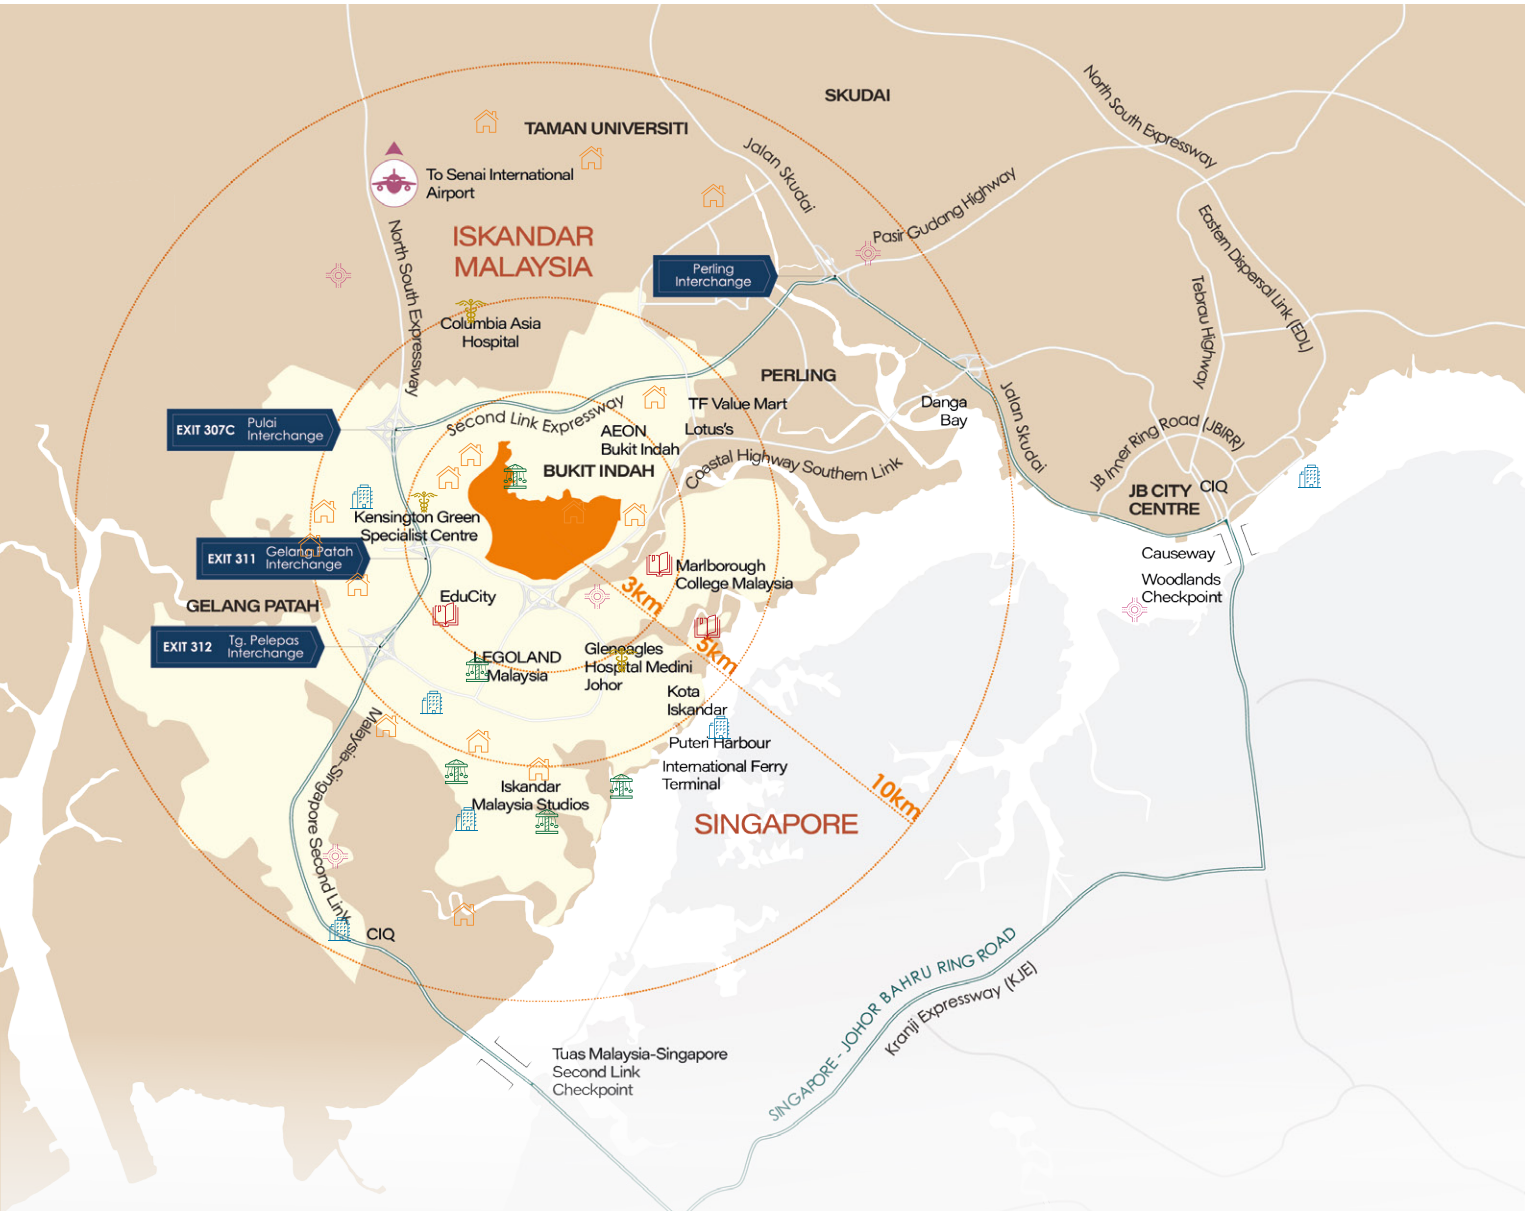 SKUDAI
North South Expressway
TAMAN UNIVERSITI
Jalan Skudai
To Senai International
Airport
Pasir Gudang Highway
Eastern Dispersal Link (EDL)
ISKANDAR
MALAYSIA
North South Expressway
Perling
Interchange
Tebrau Highway
Columbia Asia
Hospital
PERLING
Second Link Expressway
TF Value Mart
Danga
Bay
Jalan Skudai
EXIT 307C
Pulai
Interchange
AEON
Bukit Indah
Lotus's
JB Inner Ring Road (JBIRR)
BUKIT INDAH
Coastal Highway Southern Link
JB CITY
CENTRE
CIQ
Kensington Green
Specialist Centre
EXIT 311
Gelang Patah
Interchange
Causeway
Woodlands
Checkpoint
Marlborough
College Malaysia
3km
GELANG PATAH
EduCity
EXIT 312
Tg. Pelepas
Interchange
LEGOLAND
Malaysia
Gleneagles
Hospital Medini
Johor
5km
Kota
Iskandar
Malaysia-Singapore Second Link
Puteri Harbour
International Ferry
Terminal
Iskandar
Malaysia Studios
10km
SINGAPORE
CIQ
SINGAPORE - JOHOR BAHRU RING ROAD
Kranji Expressway (KJE)
Tuas Malaysia-Singapore
Second Link
Checkpoint